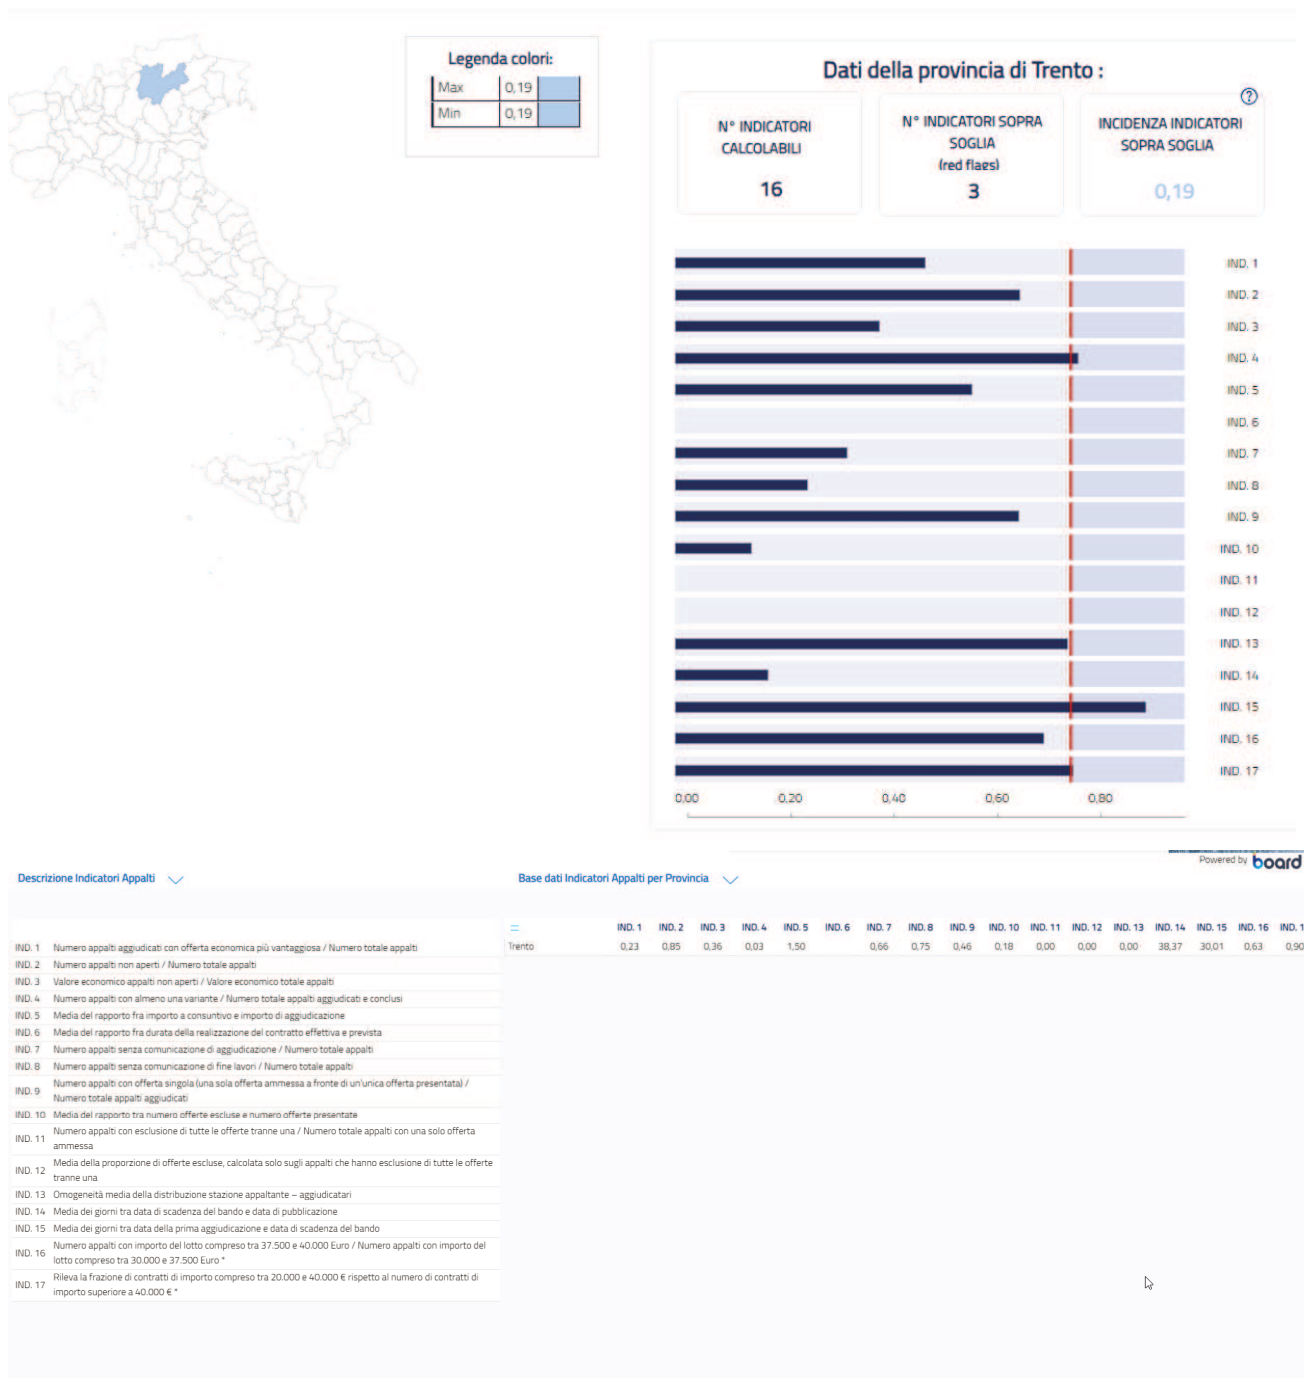 Legenda colori:
Max 0,19
Min 0,19
Dati della provincia di Trento :
?
N° INDICATORI
CALCOLABILI
16
N° INDICATORI SOPRA
SOGLIA
(red flags)
3
INCIDENZA INDICATORI
SOPRA SOGLIA
0,19
IND. 1
IND. 2
IND. 3
IND. 4
IND. 5
IND. 6
IND. 7
IND. 8
IND. 9
IND. 10
IND. 11
IND. 12
IND. 13
IND. 14
IND. 15
IND. 16
IND. 17
0,00 0,20 0,40 0,60 0,80
Powered by board
Descrizione Indicatori Appalti
IND. 1 Numero appalti aggiudicati con offerta economica più vantaggiosa / Numero totale appalti
IND. 2 Numero appalti non aperti / Numero totale appalti
IND. 3 Valore economico appalti non aperti / Valore economico totale appalti
IND. 4 Numero appalti con almeno una variante / Numero totale appalti aggiudicati e conclusi
IND. 5 Media del rapporto fra importo a consuntivo e importo di aggiudicazione
IND. 6 Media del rapporto fra durata della realizzazione del contratto effettiva e prevista
IND. 7 Numero appalti senza comunicazione di aggiudicazione / Numero totale appalti
IND. 8 Numero appalti senza comunicazione di fine lavori / Numero totale appalti
IND. 9 Numero appalti con offerta singola (una sola offerta ammessa a fronte di un'unica offerta presentata) /
Numero totale appalti aggiudicati
IND. 10 Media del rapporto tra numero offerte escluse e numero offerte presentate
IND. 11 Numero appalti con esclusione di tutte le offerte tranne una / Numero totale appalti con una solo offerta
ammessa
IND. 12 Media della proporzione di offerte escluse, calcolata solo sugli appalti che hanno esclusione di tutte le offerte
tranne una
IND. 13 Omogeneità media della distribuzione stazione appaltante – aggiudicatari
IND. 14 Media dei giorni tra data di scadenza del bando e data di pubblicazione
IND. 15 Media dei giorni tra data della prima aggiudicazione e data di scadenza del bando
IND. 16 Numero appalti con importo del lotto compreso tra 37.500 e 40.000 Euro / Numero appalti con importo del
lotto compreso tra 30.000 e 37.500 Euro *
IND. 17 Rileva la frazione di contratti di importo compreso tra 20.000 e 40.000 € rispetto al numero di contratti di
importo superiore a 40.000 € *
Base dati Indicatori Appalti per Provincia
IND. 1 IND. 2 IND. 3 IND. 4 IND. 5 IND. 6 IND. 7 IND. 8 IND. 9 IND. 10 IND. 11 IND. 12 IND. 13 IND. 14 IND. 15 IND. 16 IND. 1
Trento 0,23 0,85 0,36 0,03 1,50 0,66 0,75 0,46 0,18 0,00 0,00 0,00 38,37 30,01 0,63 0,90